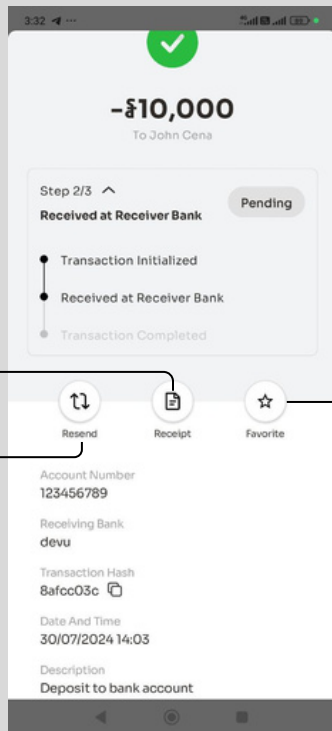 3:32
-$10,000
To John Cena
Step 2/3
Pending
Received at Receiver Bank
Transaction Initialized
Received at Receiver Bank
Transaction Completed
Resend
Receipt
Favorite
Account Number
123456789
Receiving Bank
devu
Transaction Hash
8afcc03c
Date And Time
30/07/2024 14:03
Description
Deposit to bank account